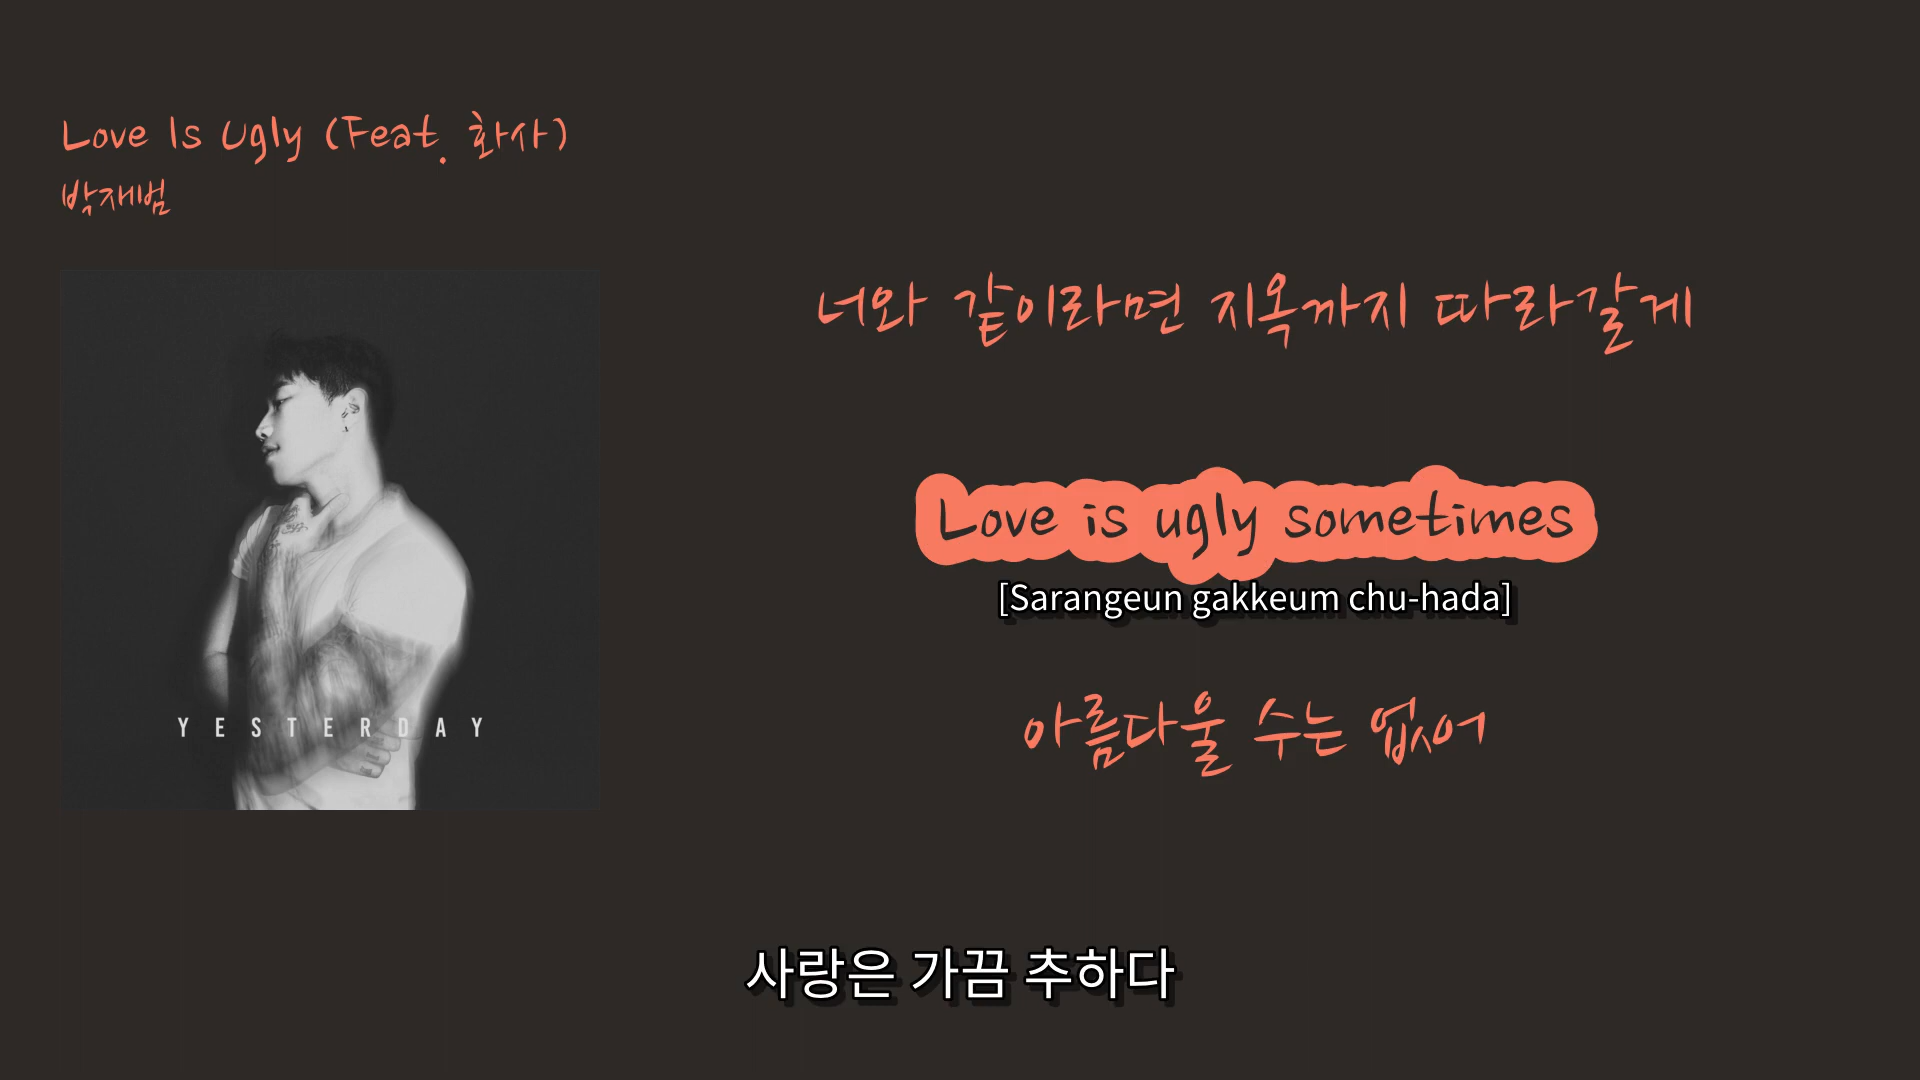 Love Is Ugly (Feat. 화사)
박재범
YESTERDAY
너와 같이라면 지옥까지 따라갈게
Love is ugly sometimes
[Sarangeun gakkeum chu-hada]
아름다울 수는 없어
사랑은 가끔 추하다